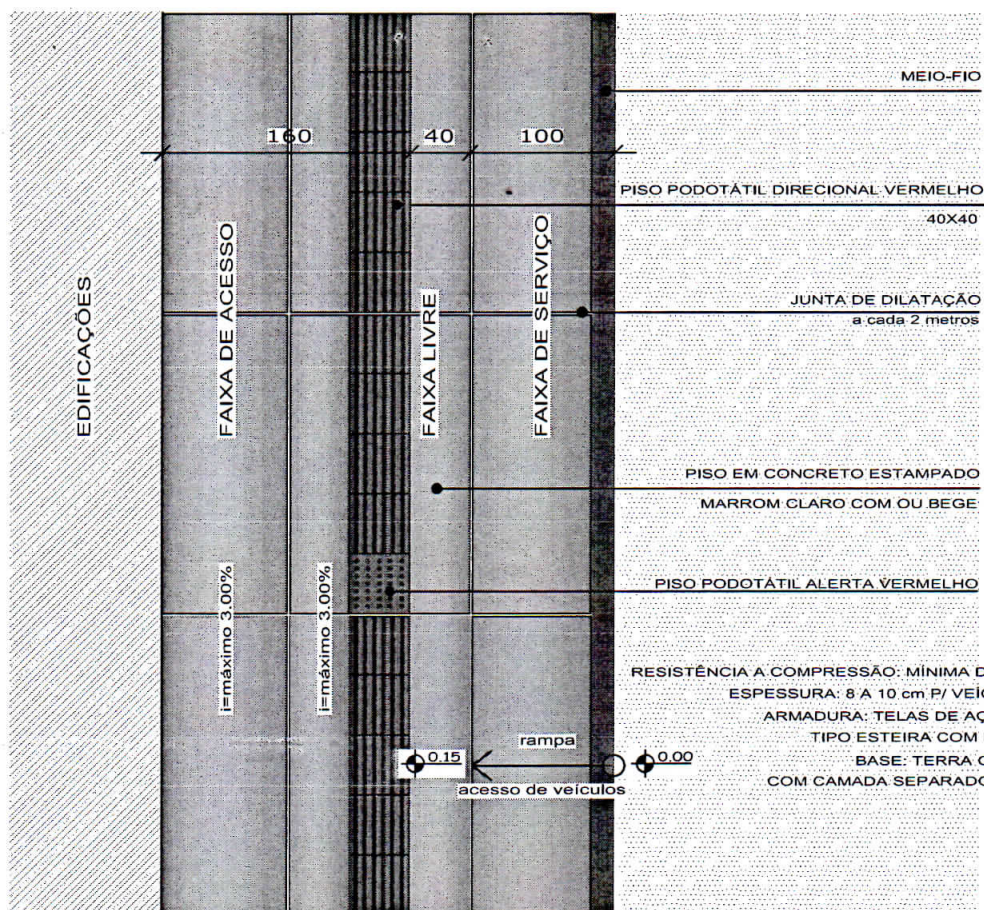 MEIO-FIO
160
40
100
PISO PODOTÁTIL DIRECIONAL VERMELHO
40X40
EDIFICAÇÕES
FAIXA DE ACESSO
FAIXA LIVRE
FAIXA DE SERVIÇO
JUNTA DE DILATAÇÃO
a cada 2 metros
PISO EM CONCRETO ESTAMPADO
MARROM CLARO COM OU BEGE
PISO PODOTÁTIL ALERTA VERMELHO
i=máximo 3.00%
i=máximo 3.00%
RESISTÊNCIA A COMPRESSÃO: MÍNIMA
ESPESSURA: 8 A 10 cm P/
ARMADURA: TELAS DE
TIPO ESTEIRA COM
BASE: TERRA
COM CAMADA
rampa
0.15
0.00
acesso de veículos